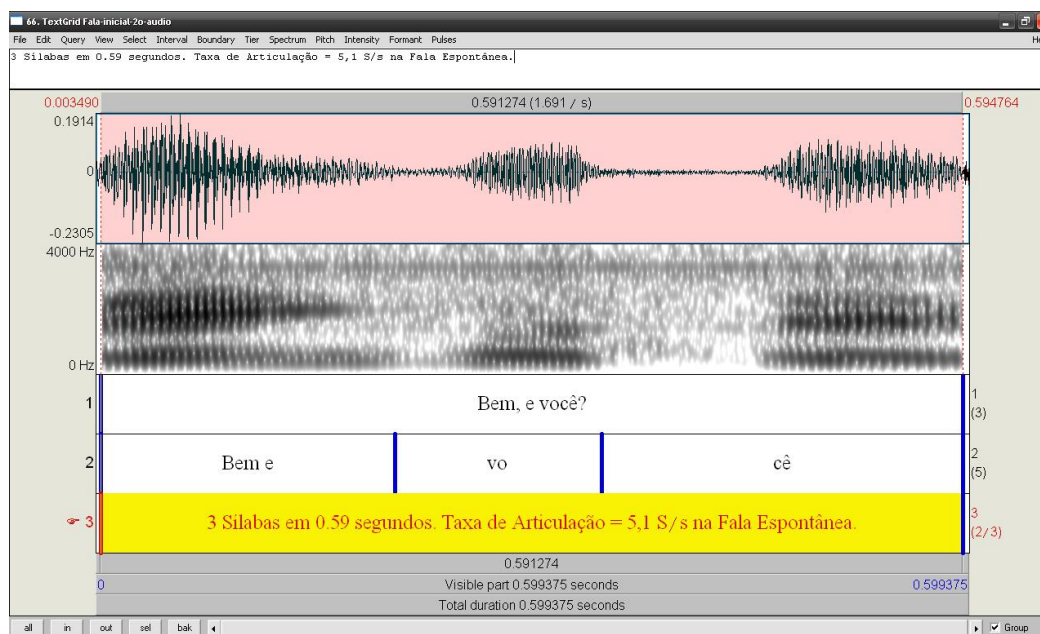 66. TextGrid Fala-inicial-2o-audio
File Edit Query View Select Interval Boundary Tier Spectrum Pitch Intensity Formant Pulses He
3 Sílabas em 0.59 segundos. Taxa de Articulação = 5,1 S/s na Fala Espontânea.
0.003490 0.591274 (1.691 / s) 0.594764
0.1914
0
-0.2305
4000 Hz
0 Hz
1 Bem, e você? 1
(3)
2 Bem e vo cê 2
(5)
3 3 Sílabas em 0.59 segundos. Taxa de Articulação = 5,1 S/s na Fala Espontânea. 3
(2/3)
0.591274
0 Visible part 0.599375 seconds 0.599375
Total duration 0.599375 seconds
all in out sel bak Group